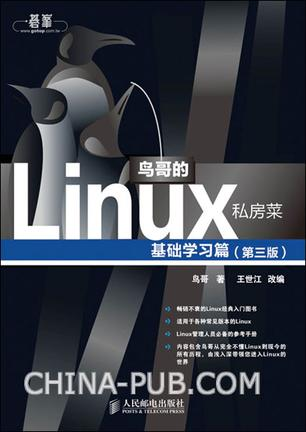 碁峯
www.gotop.com.tw
鸟哥的
Linux
私房菜
基础学习篇（第三版）
鸟哥 著 王世江 改编
畅销不衰的Linux经典入门图书
适用于各种常见版本的Linux
Linux管理人员必备的参考手册
内容包含鸟哥从完全不懂Linux到现今的
所有历程，由浅入深带领您进入Linux的
世界
CHINA-PUB.COM
人民邮电出版社
POSTS & TELECOM PRESS